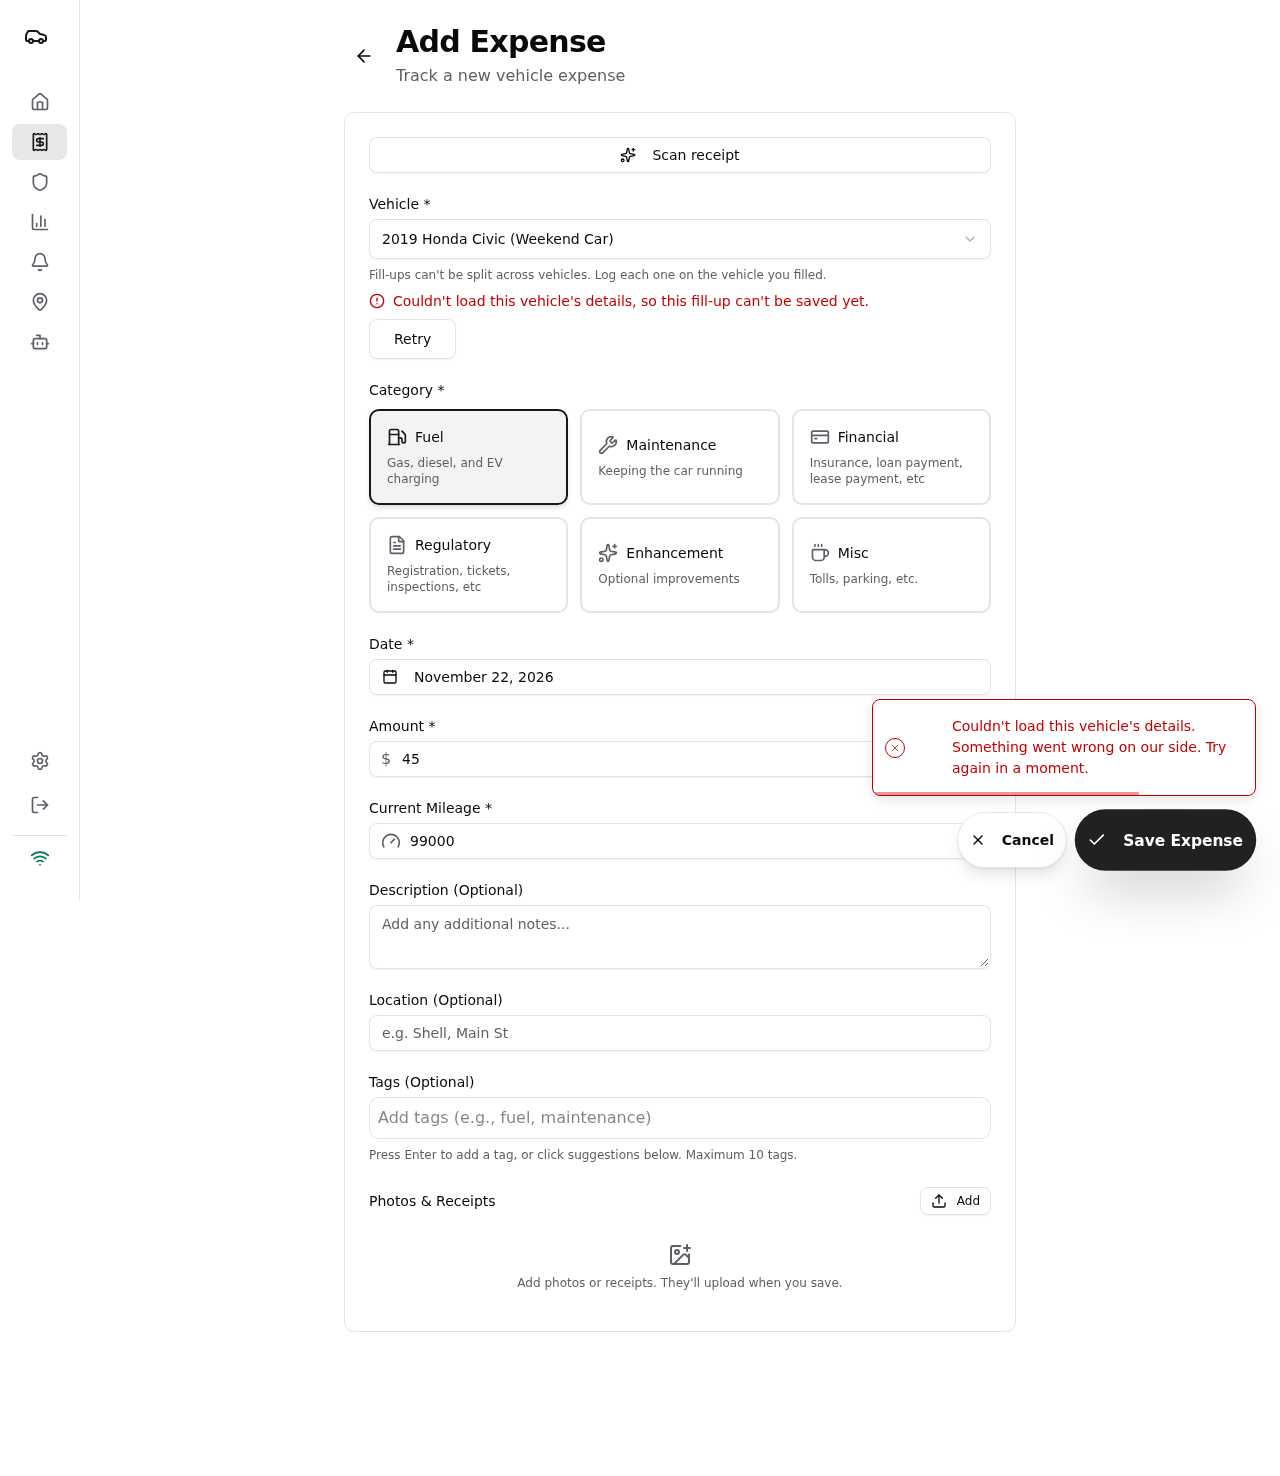 Add Expense
Track a new vehicle expense
Scan receipt
Vehicle *
2019 Honda Civic (Weekend Car)
Fill-ups can't be split across vehicles. Log each one on the vehicle you filled.
Couldn't load this vehicle's details, so this fill-up can't be saved yet.
Retry
Category *
Fuel
Gas, diesel, and EV
charging
Maintenance
Keeping the car running
Financial
Insurance, loan payment,
lease payment, etc
Regulatory
Registration, tickets,
inspections, etc
Enhancement
Optional improvements
Misc
Tolls, parking, etc.
Date *
November 22, 2026
Amount *
$ 45
Couldn't load this vehicle's details.
Something went wrong on our side. Try
again in a moment.
Current Mileage *
99000
Cancel
Save Expense
Description (Optional)
Add any additional notes...
Location (Optional)
e.g. Shell, Main St
Tags (Optional)
Add tags (e.g., fuel, maintenance)
Press Enter to add a tag, or click suggestions below. Maximum 10 tags.
Photos & Receipts
Add
Add photos or receipts. They'll upload when you save.